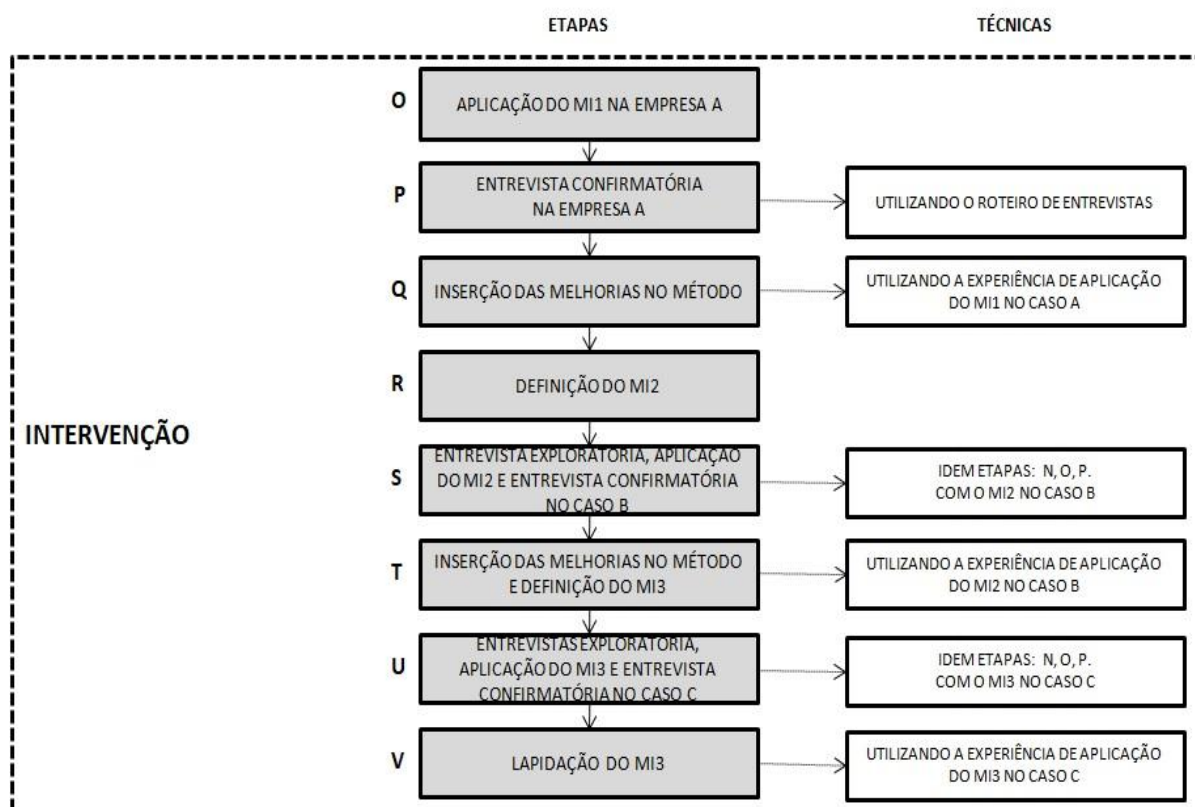 ETAPAS
TÉCNICAS
O
APLICAÇÃO DO MI1 NA EMPRESA A
P
ENTREVISTA CONFIRMATÓRIA
NA EMPRESA A
UTILIZANDO O ROTEIRO DE ENTREVISTAS
Q
INSERÇÃO DAS MELHORIAS NO MÉTODO
UTILIZANDO A EXPERIÊNCIA DE APLICAÇÃO
DO MI1 NO CASO A
R
DEFINIÇÃO DO MI2
INTERVENÇÃO
S
ENTREVISTA EXPLORATÓRIA, APLICAÇÃO
DO MI2 E ENTREVISTA CONFIRMATÓRIA
NO CASO B
IDEM ETAPAS: N, O, P.
COM O MI2 NO CASO B
T
INSERÇÃO DAS MELHORIAS NO MÉTODO
E DEFINIÇÃO DO MI3
UTILIZANDO A EXPERIÊNCIA DE APLICAÇÃO
DO MI2 NO CASO B
U
ENTREVISTAS EXPLORATÓRIA,
APLICAÇÃO DO MI3 E ENTREVISTA
CONFIRMATÓRIA NO CASO C
IDEM ETAPAS: N, O, P.
COM O MI3 NO CASO C
V
LAPIDAÇÃO DO MI3
UTILIZANDO A EXPERIÊNCIA DE APLICAÇÃO
DO MI3 NO CASO C